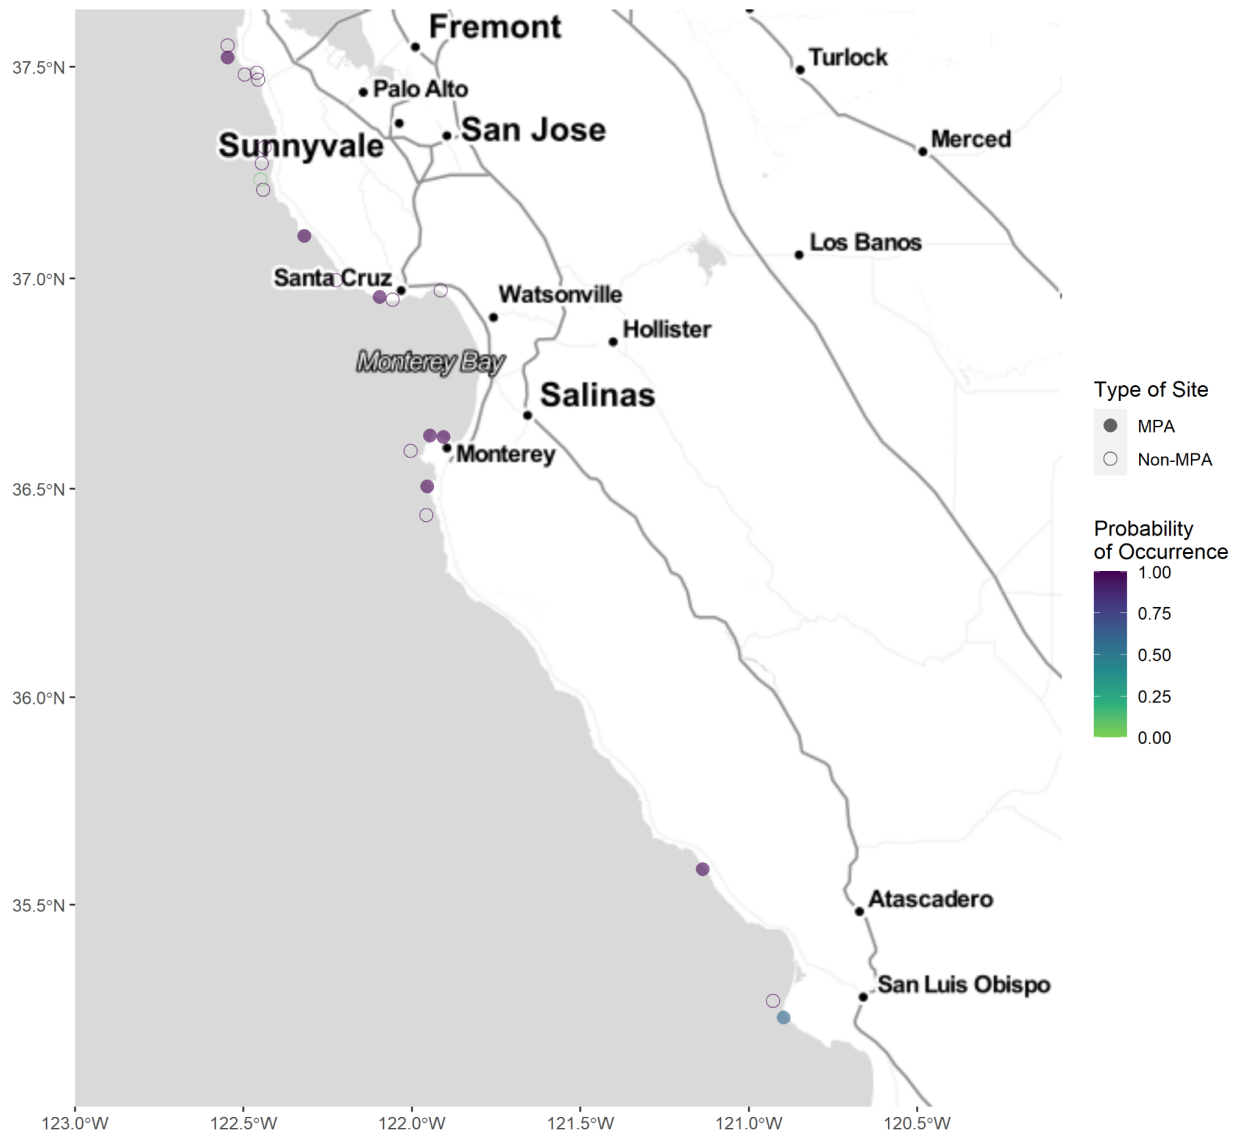 Fremont
Turlock
37.5°N
Palo Alto
San Jose
Merced
Sunnyvale
Los Banos
37.0°N
Santa Cruz
Watsonville
Hollister
Monterey Bay
Salinas
Type of Site
MPA
Non-MPA
Monterey
36.5°N
Probability
of Occurrence
1.00
0.75
0.50
0.25
0.00
36.0°N
35.5°N
Atascadero
San Luis Obispo
123.0°W
122.5°W
122.0°W
121.5°W
121.0°W
120.5°W